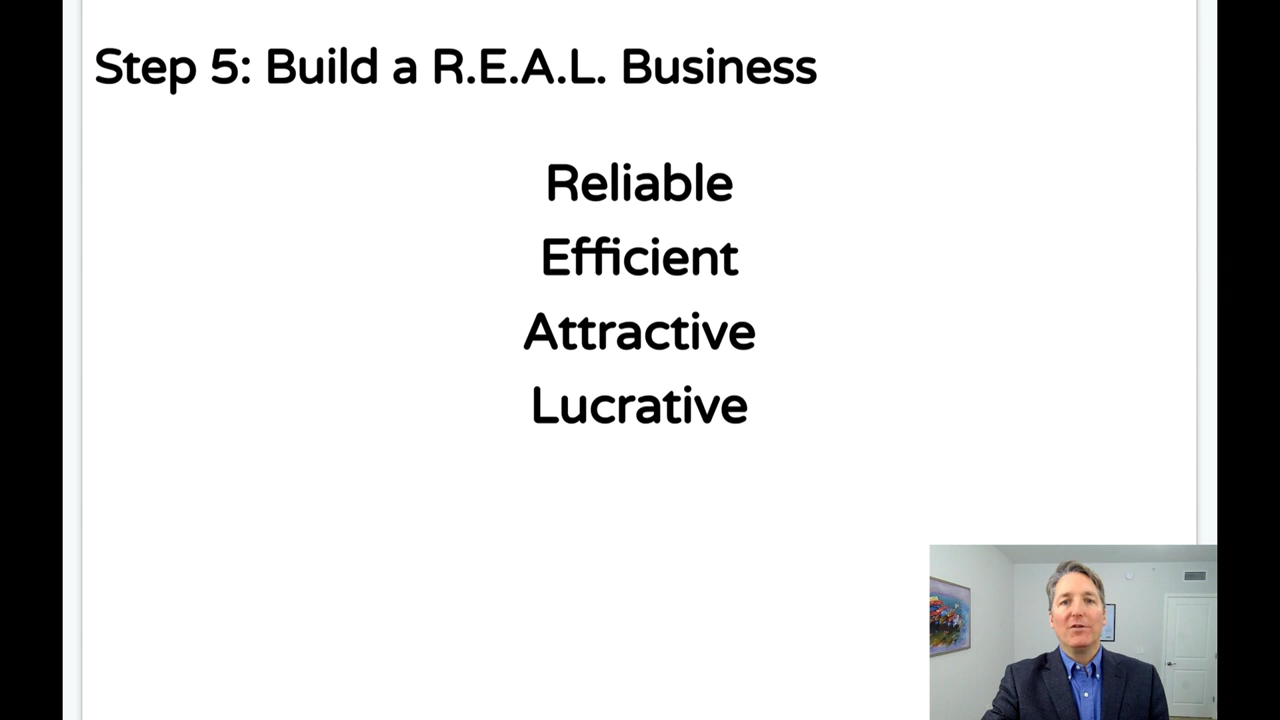 Step 5: Build a R.E.A.L. Business
Reliable
Efficient
Attractive
Lucrative